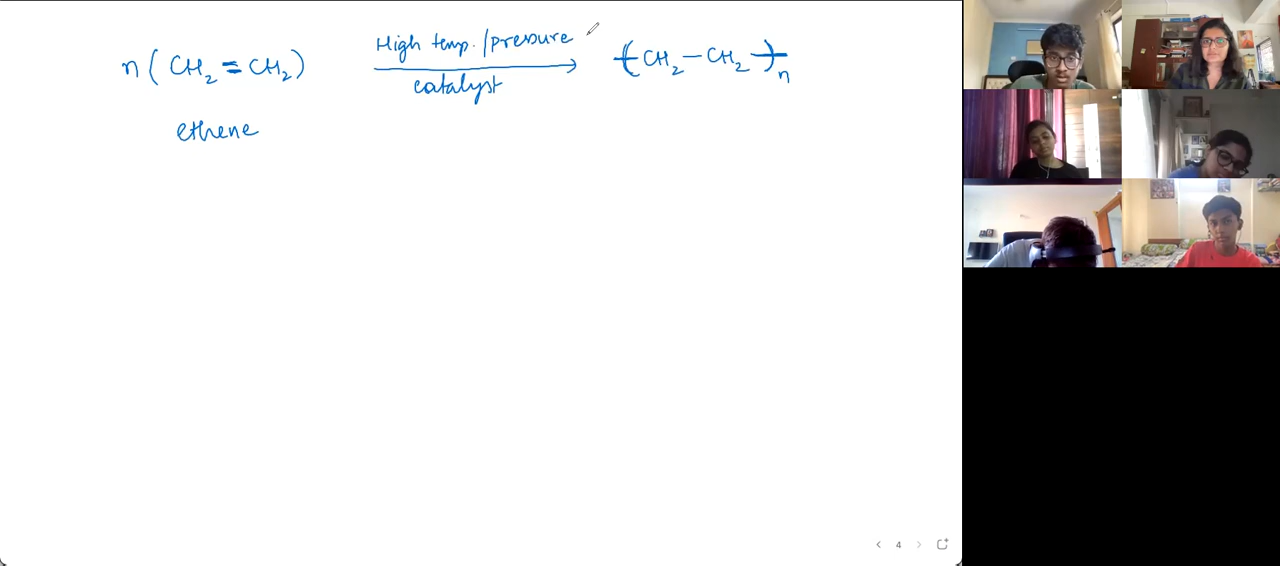 n ( CH₂ = CH₂ ) High temp. / pressure catalyst ( CH₂ — CH₂ )ₙ
ethene
4